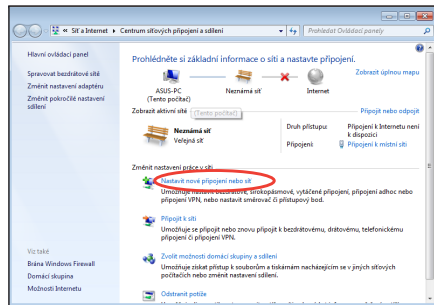 « Síť a Internet ▸ Centrum síťových připojení a sdílení
Prohledat Ovládací panely
Hlavní ovládací panel
Spravovat bezdrátové sítě
Změnit nastavení adaptéru
Změnit pokročilé nastavení
sdílení
Prohlédněte si základní informace o síti a nastavte připojení.
Zobrazit úplnou mapu
ASUS-PC
(Tento počítač)
Neznámá síť
Internet
Zobrazit aktivní sítě
(Tento počítač)
Připojit nebo odpojit
Neznámá síť
Veřejná síť
Druh přístupu:
Připojení k Internetu není
k dispozici
Připojení:
Připojení k místní síti
Změnit nastavení práce v síti
Nastavit nové připojení nebo síť
Umožňuje nastavit bezdrátové, širokopásmové, vytáčené připojení, připojení adhoc nebo
připojení VPN, nebo nastavit směrovač či přístupový bod.
Připojit k síti
Umožňuje se připojit nebo znovu připojit k bezdrátovému, drátovému, telefonickému
připojení či připojení VPN.
Zvolit možnosti domácí skupiny a sdílení
Umožňuje získat přístup k souborům a tiskárnám nacházejícím se v jiných síťových
počítačích nebo změnit nastavení sdílení.
Odstranit potíže
Viz také
Brána Windows Firewall
Domácí skupina
Možnosti Internetu